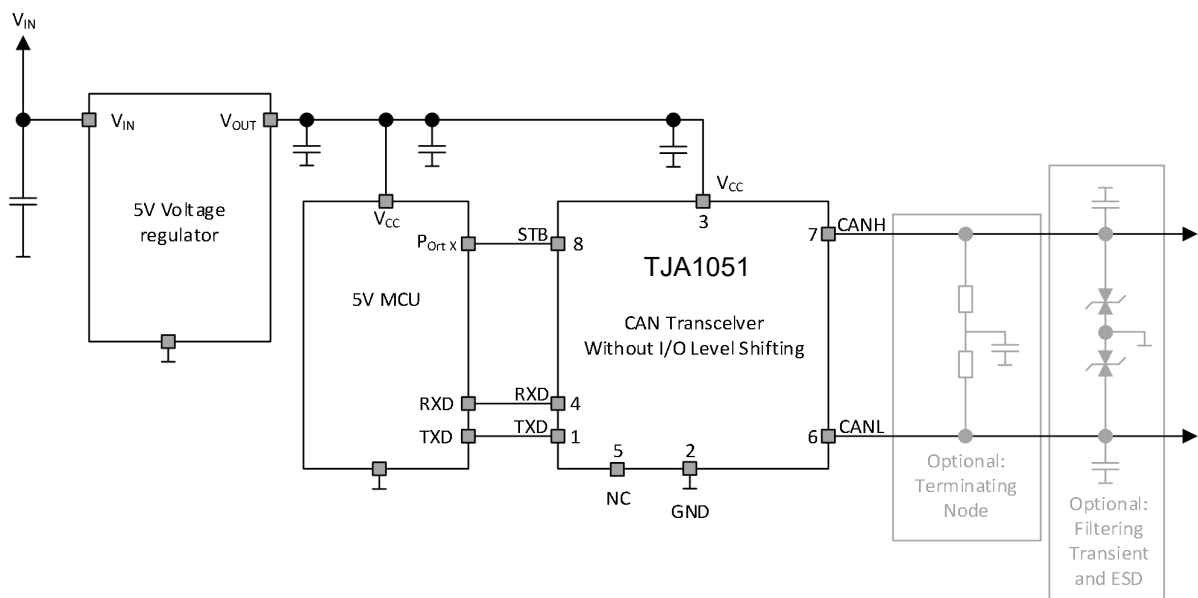 VIN
VIN
VOUT
5V Voltage
regulator
VCC
POrt X
5V MCU
RXD
TXD
STB
8
RXD
4
TXD
1
VCC
3
TJA1051
CAN Transcelver
Without I/O Level Shifting
5
NC
2
GND
7
CANH
6
CANL
Optional:
Terminating
Node
Optional:
Filtering
Transient
and ESD